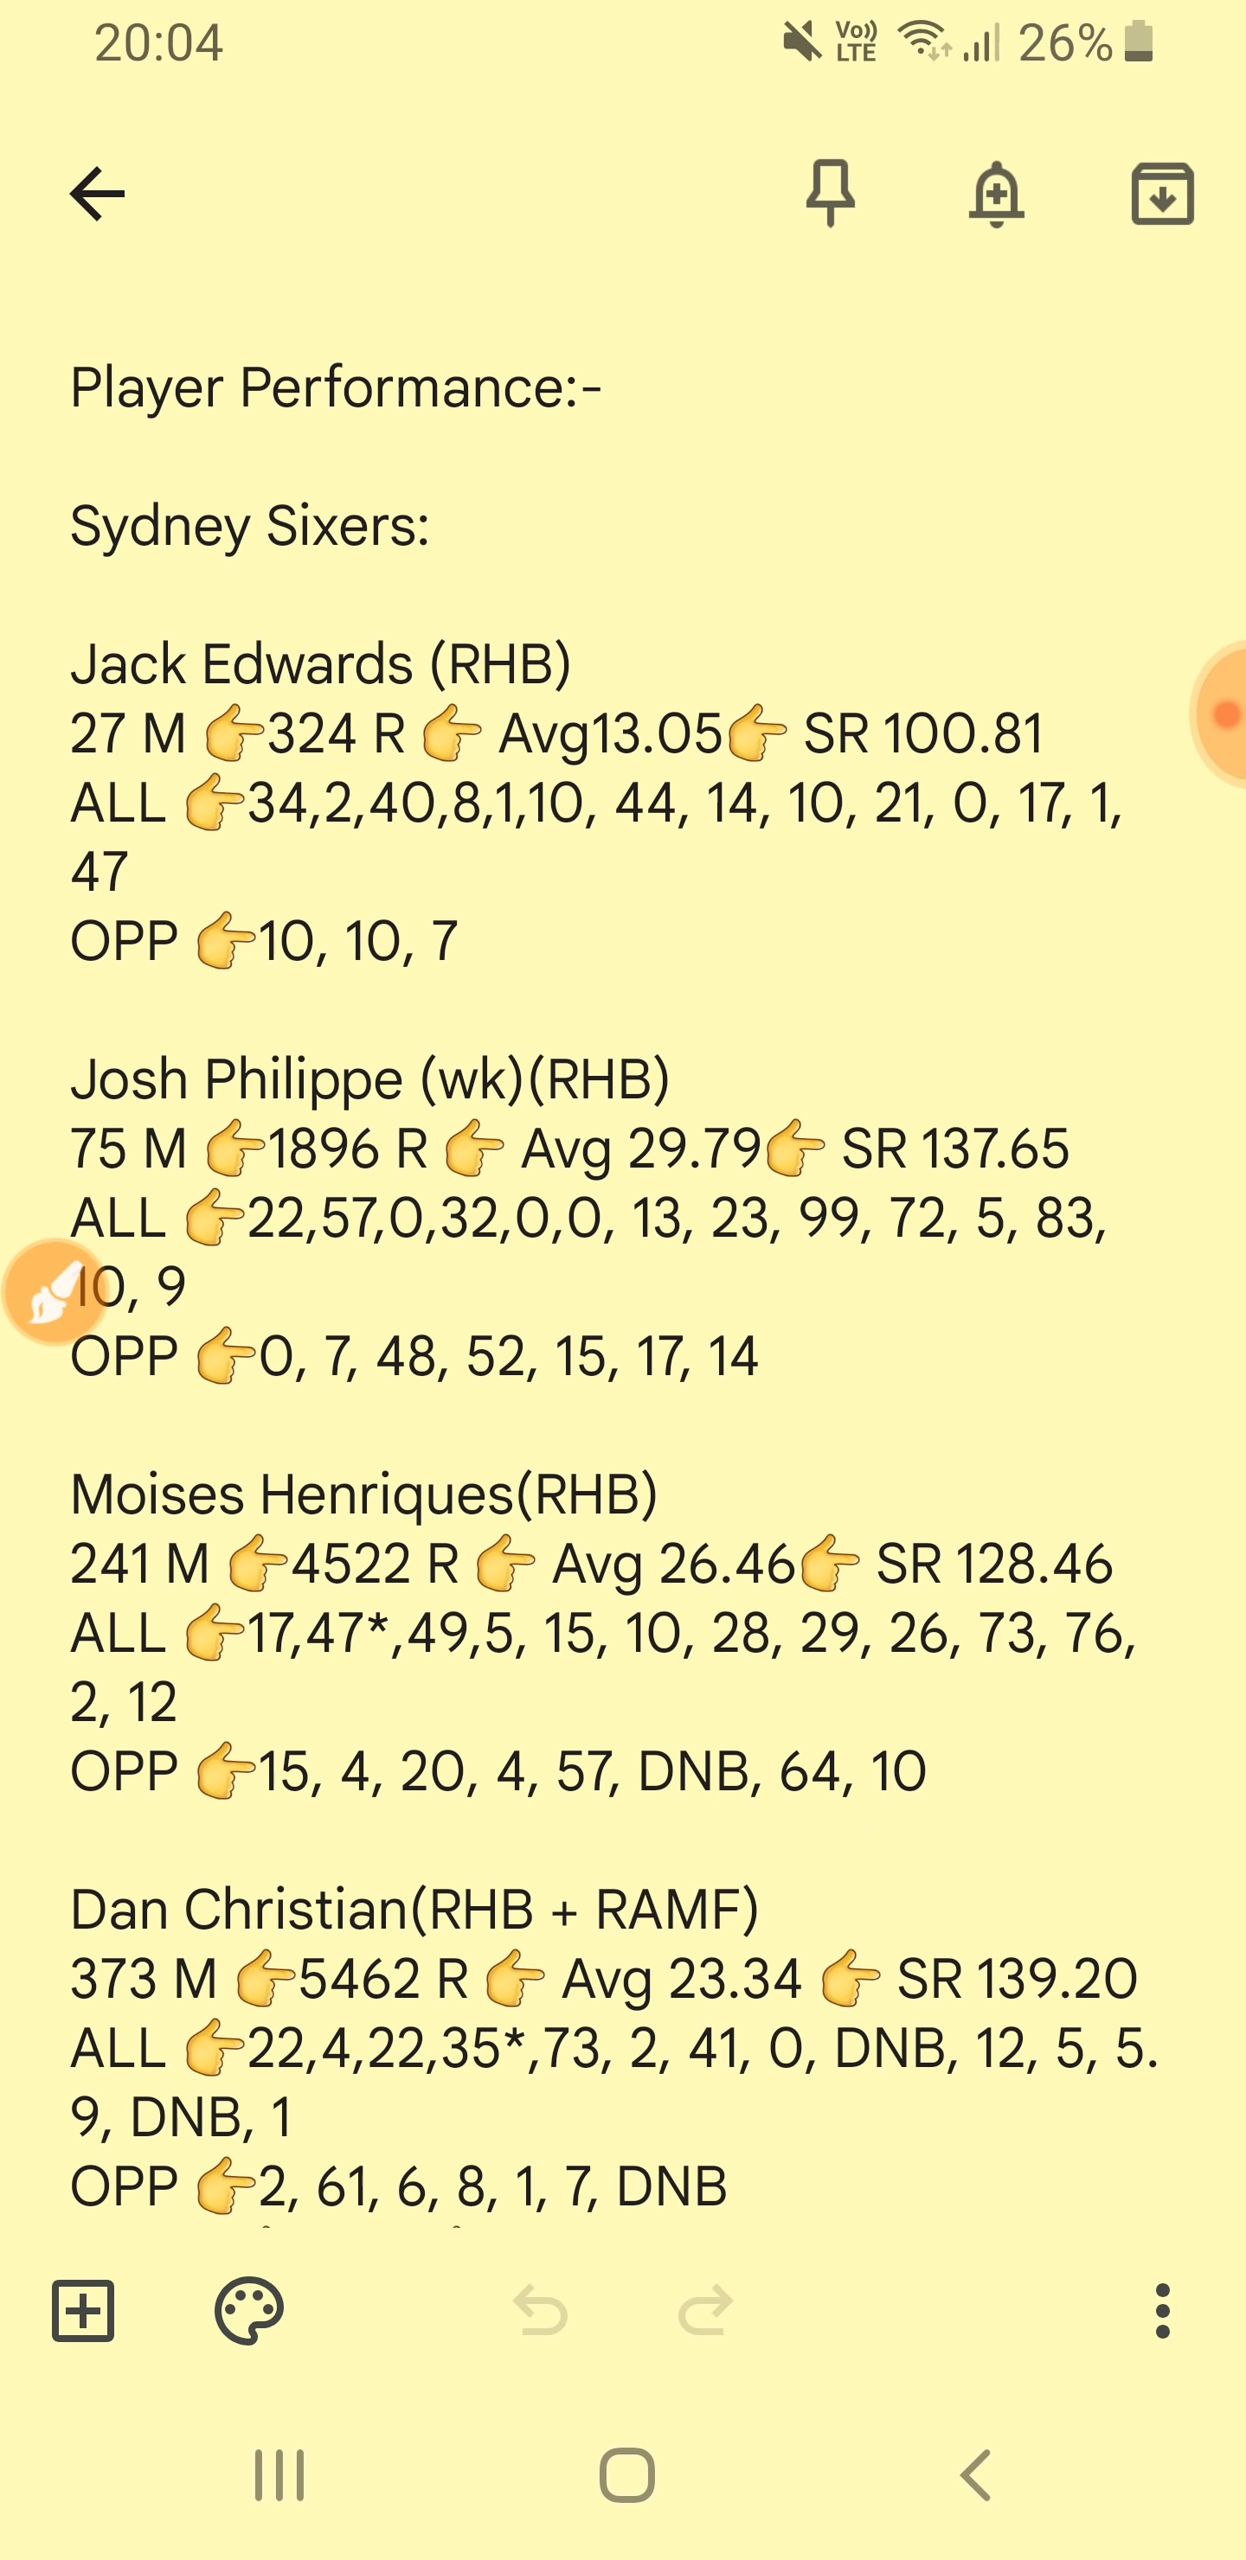 20:04 Vo)) LTE 26%
Player Performance:-
Sydney Sixers:
Jack Edwards (RHB)
27 M 👉324 R 👉 Avg13.05👉 SR 100.81
ALL 👉34,2,40,8,1,10, 44, 14, 10, 21, 0, 17, 1,
47
OPP 👉10, 10, 7
Josh Philippe (wk)(RHB)
75 M 👉1896 R 👉 Avg 29.79👉 SR 137.65
ALL 👉22,57,0,32,0,0, 13, 23, 99, 72, 5, 83,
10, 9
OPP 👉0, 7, 48, 52, 15, 17, 14
Moises Henriques(RHB)
241 M 👉4522 R 👉 Avg 26.46👉 SR 128.46
ALL 👉17,47*,49,5, 15, 10, 28, 29, 26, 73, 76,
2, 12
OPP 👉15, 4, 20, 4, 57, DNB, 64, 10
Dan Christian(RHB + RAMF)
373 M 👉5462 R 👉 Avg 23.34 👉 SR 139.20
ALL 👉22,4,22,35*,73, 2, 41, 0, DNB, 12, 5, 5.
9, DNB, 1
OPP 👉2, 61, 6, 8, 1, 7, DNB